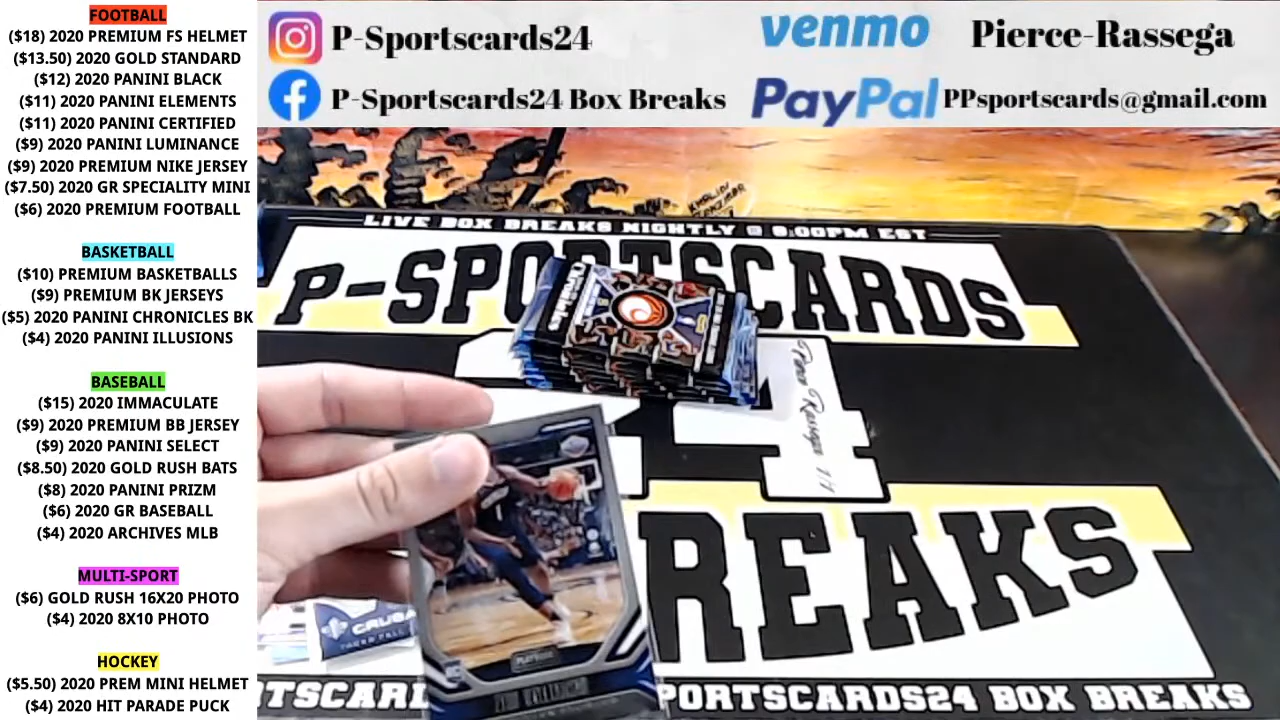 FOOTBALL
($18) 2020 PREMIUM FS HELMET
($13.50) 2020 GOLD STANDARD
($12) 2020 PANINI BLACK
($11) 2020 PANINI ELEMENTS
($11) 2020 PANINI CERTIFIED
($9) 2020 PANINI LUMINANCE
($9) 2020 PREMIUM NIKE JERSEY
($7.50) 2020 GR SPECIALITY MINI
($6) 2020 PREMIUM FOOTBALL
BASKETBALL
($10) PREMIUM BASKETBALLS
($9) PREMIUM BK JERSEYS
($5) 2020 PANINI CHRONICLES BK
($4) 2020 PANINI ILLUSIONS
BASEBALL
($15) 2020 IMMACULATE
($9) 2020 PREMIUM BB JERSEY
($9) 2020 PANINI SELECT
($8.50) 2020 GOLD RUSH BATS
($8) 2020 PANINI PRIZM
($6) 2020 GR BASEBALL
($4) 2020 ARCHIVES MLB
MULTI-SPORT
($6) GOLD RUSH 16X20 PHOTO
($4) 2020 8X10 PHOTO
HOCKEY
($5.50) 2020 PREM MINI HELMET
($4) 2020 HIT PARADE PUCK
P-Sportscards24
P-Sportscards24 Box Breaks
venmo Pierce-Rassega
PayPal PPsportscards@gmail.com
LIVE BOX BREAKS NIGHTLY @ 9:00PM EST
P-SPORTSCARDS
Chronicles
REAKS
CRUSA
PLAYBOOK
RTSCAR
PORTSCARDS24 BOX BREAKS